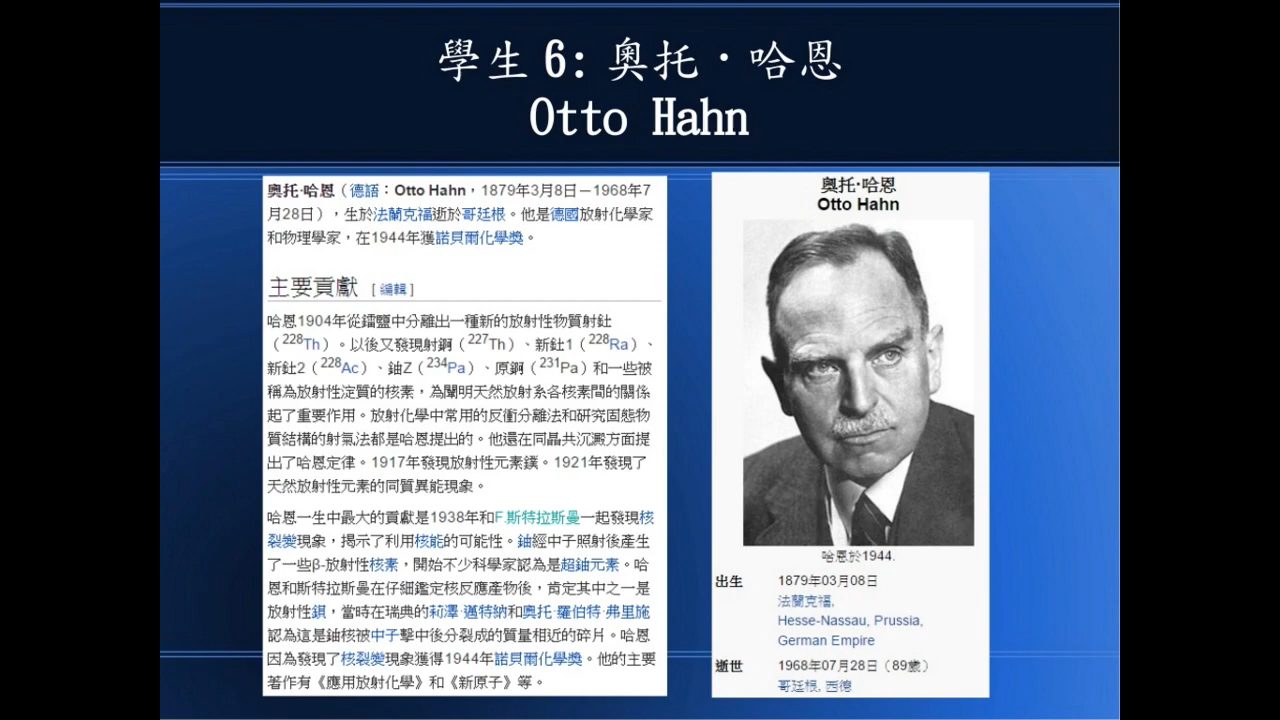 學生 6: 奧托·哈恩
Otto Hahn
奧托·哈恩（德語：Otto Hahn，1879年3月8日－1968年7
月28日），生於法蘭克福逝於哥廷根。他是德國放射化學家
和物理學家，在1944年獲諾貝爾化學獎。
主要貢獻 [編輯]
哈恩1904年從鐳鹽中分離出一種新的放射性物質射釷
（²²⁸Th）。以後又發現射錒（²²⁷Th）、新釷1（²²⁸Ra）、
新釷2（²²⁸Ac）、鈾Z（²³⁴Pa）、原錒（²³¹Pa）和一些被
稱為放射性淀質的核素，為闡明天然放射系各核素間的關係
起了重要作用。放射化學中常用的反衝分離法和研究固態物
質結構的射氣法都是哈恩提出的。他還在同晶共沉澱方面提
出了哈恩定律。1917年發現放射性元素鏷。1921年發現了
天然放射性元素的同質異能現象。
哈恩一生中最大的貢獻是1938年和F.斯特拉斯曼一起發現核
裂變現象，揭示了利用核能的可能性。鈾經中子照射後產生
了一些β-放射性核素，開始不少科學家認為是超鈾元素。哈
恩和斯特拉斯曼在仔細鑑定核反應產物後，肯定其中之一是
放射性鋇，當時在瑞典的莉澤·邁特納和奧托·羅伯特·弗里施
認為這是鈾核被中子擊中後分裂成的質量相近的碎片。哈恩
因為發現了核裂變現象獲得1944年諾貝爾化學獎。他的主要
著作有《應用放射化學》和《新原子》等。
奧托·哈恩
Otto Hahn
哈恩於1944.
出生 1879年03月08日
法蘭克福,
Hesse-Nassau, Prussia,
German Empire
逝世 1968年07月28日（89歲）
哥廷根, 西德